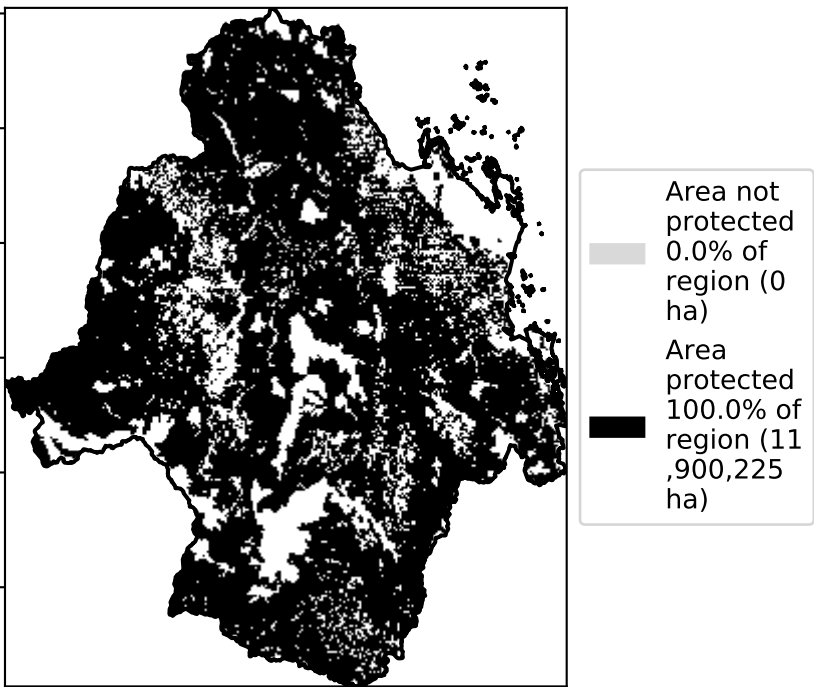 Area not
protected
0.0% of
region (0
ha)
Area
protected
100.0% of
region (11
,900,225
ha)